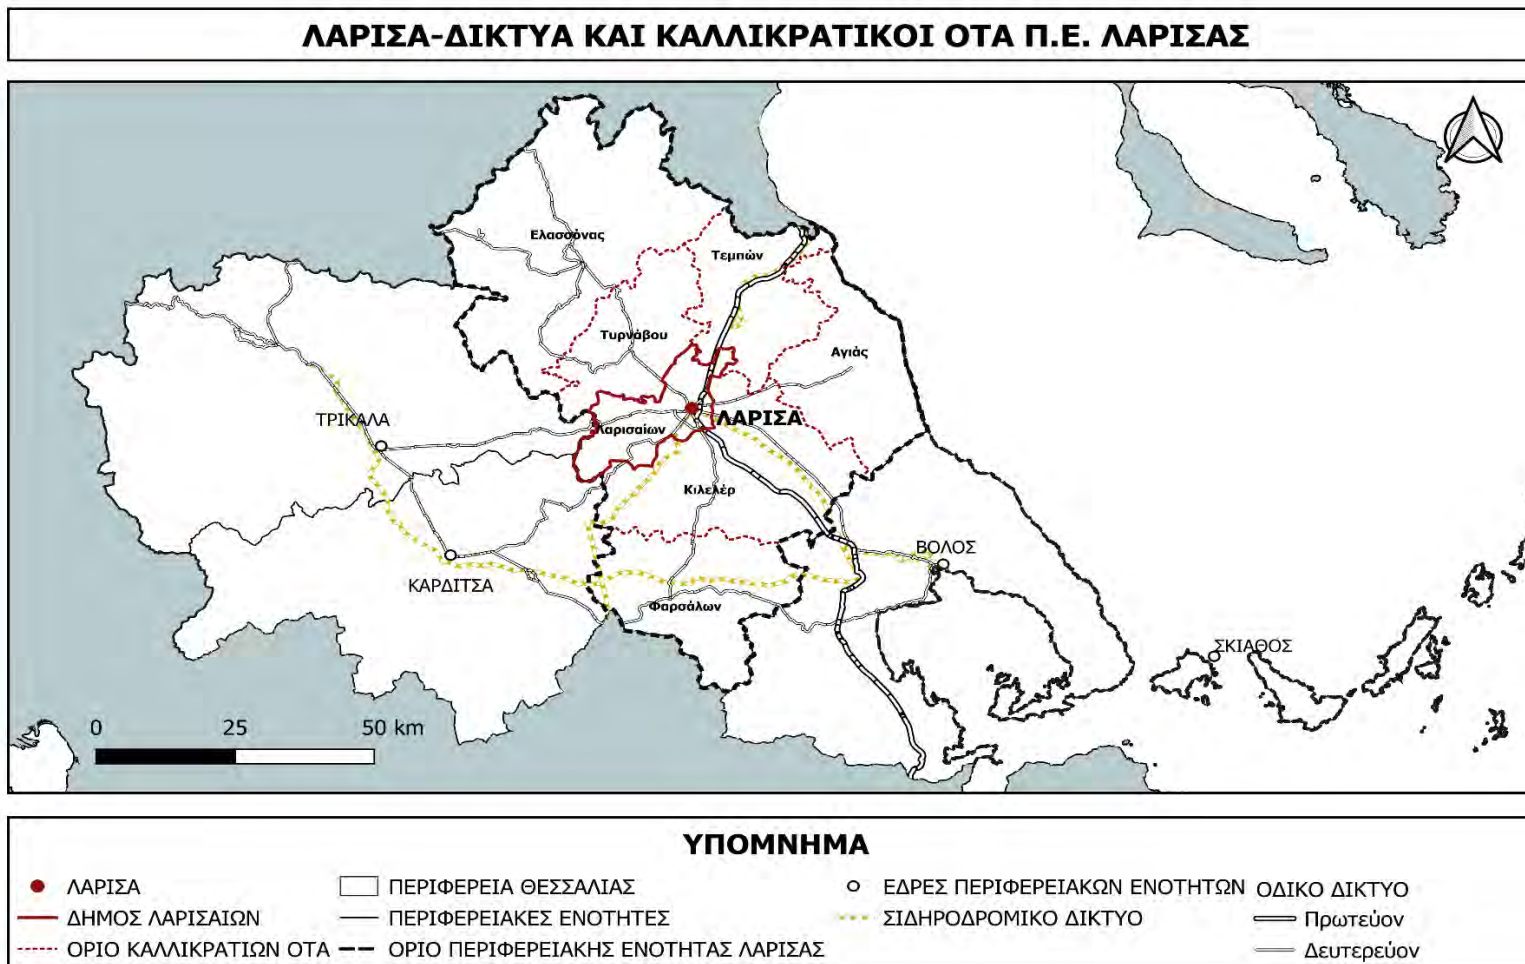 ΛΑΡΙΣΑ-ΔΙΚΤΥΑ ΚΑΙ ΚΑΛΛΙΚΡΑΤΙΚΟΙ ΟΤΑ Π.Ε. ΛΑΡΙΣΑΣ
Ελασσόνας
Τεμπών
Τυρνάβου
Αγιάς
ΤΡΙΚΑΛΑ
ΛΑΡΙΣΑ
Λαρισαίων
Κιλελέρ
ΒΟΛΟΣ
ΚΑΡΔΙΤΣΑ
Φαρσάλων
ΣΚΙΑΘΟΣ
0 25 50 km
ΥΠΟΜΝΗΜΑ
ΛΑΡΙΣΑ
ΠΕΡΙΦΕΡΕΙΑ ΘΕΣΣΑΛΙΑΣ
ΕΔΡΕΣ ΠΕΡΙΦΕΡΕΙΑΚΩΝ ΕΝΟΤΗΤΩΝ
ΟΔΙΚΟ ΔΙΚΤΥΟ
ΔΗΜΟΣ ΛΑΡΙΣΑΙΩΝ
ΠΕΡΙΦΕΡΕΙΑΚΕΣ ΕΝΟΤΗΤΕΣ
ΣΙΔΗΡΟΔΡΟΜΙΚΟ ΔΙΚΤΥΟ
Πρωτεύον
ΟΡΙΟ ΚΑΛΛΙΚΡΑΤΙΩΝ ΟΤΑ
ΟΡΙΟ ΠΕΡΙΦΕΡΕΙΑΚΗΣ ΕΝΟΤΗΤΑΣ ΛΑΡΙΣΑΣ
Δευτερεύον